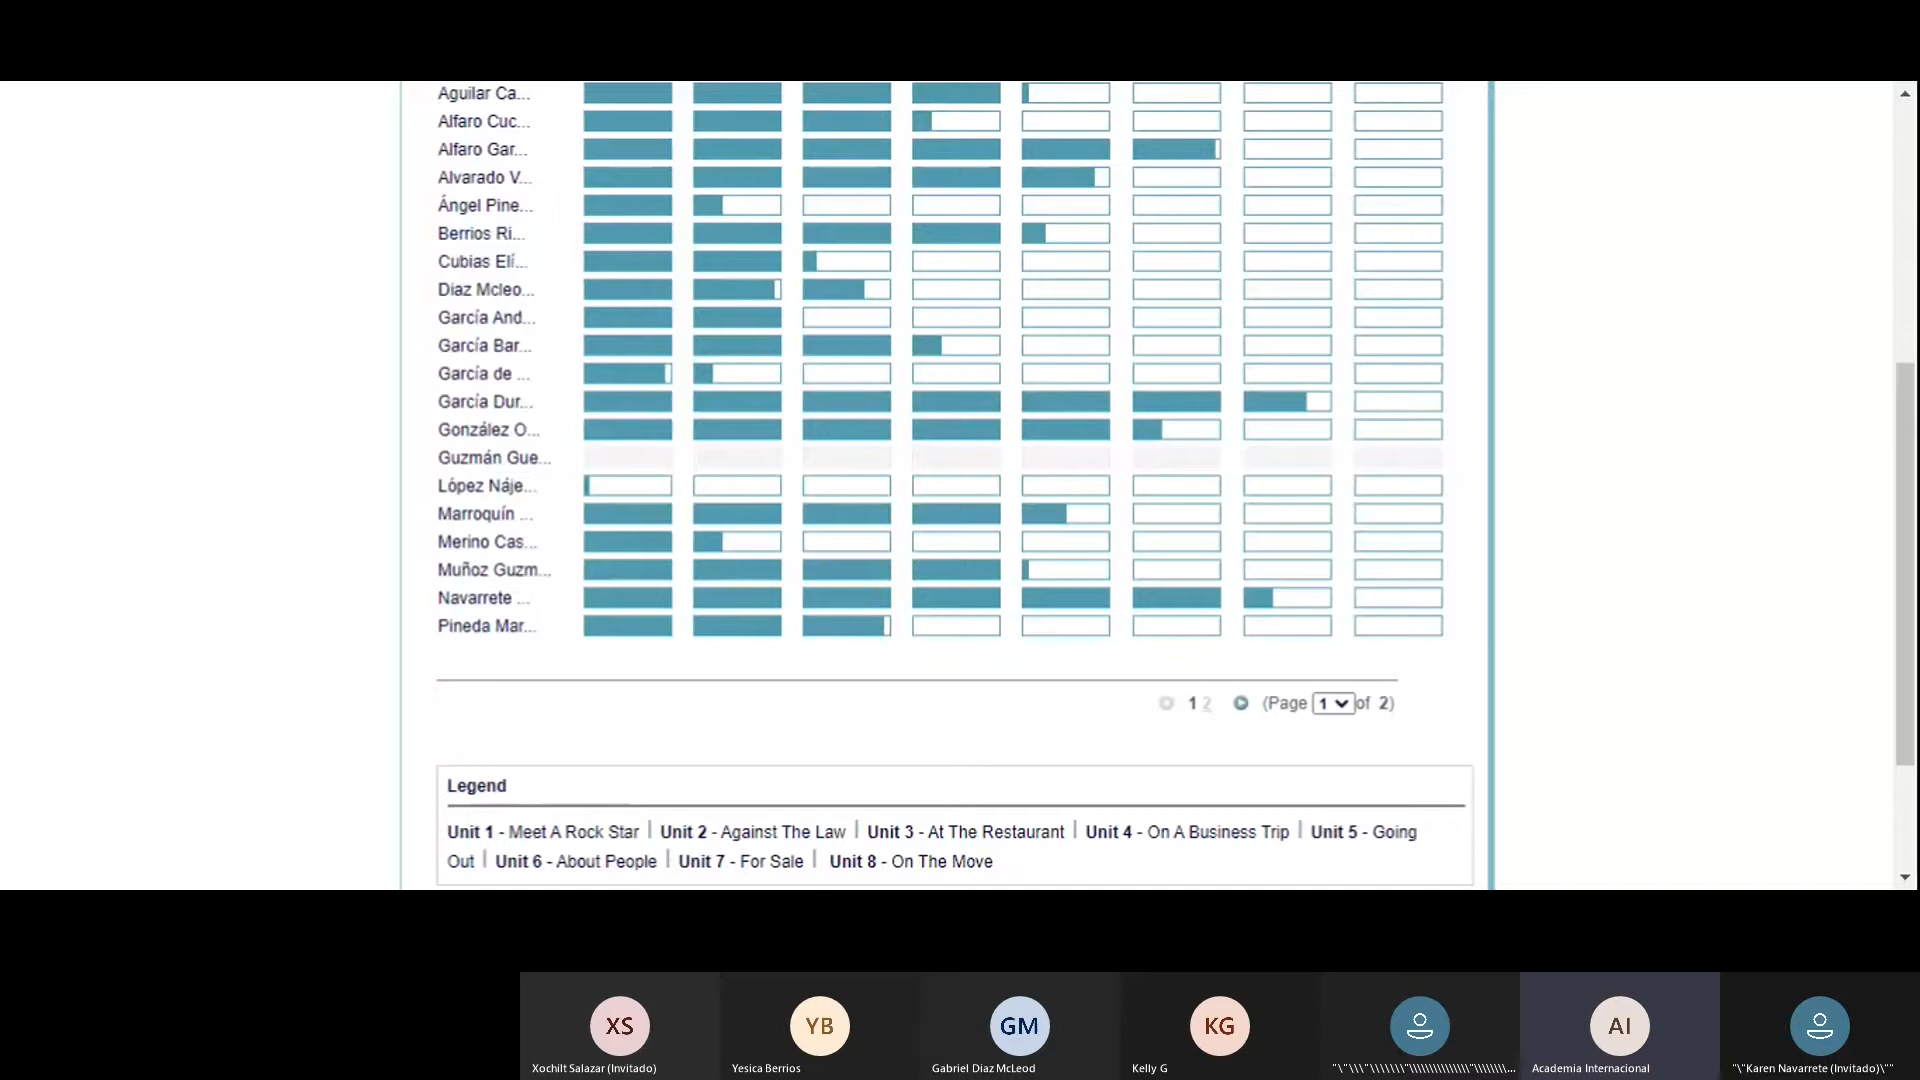 Aguilar Ca...
Alfaro Cuc...
Alfaro Gar...
Alvarado V...
Ángel Pine...
Berrios Ri...
Cubias Elí...
Diaz Mcleo...
García And...
García Bar...
García de ...
García Dur...
González O...
Guzmán Gue...
López Náje...
Marroquín ...
Merino Cas...
Muñoz Guzm...
Navarrete ...
Pineda Mar...
1 2 (Page 1 of 2)
Legend
Unit 1 - Meet A Rock Star | Unit 2 - Against The Law | Unit 3 - At The Restaurant | Unit 4 - On A Business Trip | Unit 5 - Going
Out | Unit 6 - About People | Unit 7 - For Sale | Unit 8 - On The Move
XS YB GM KG AI
Xochilt Salazar (Invitado) Yesica Berrios Gabriel Diaz McLeod Kelly G Academia Internacional "\"Karen Navarrete (Invitado)\""